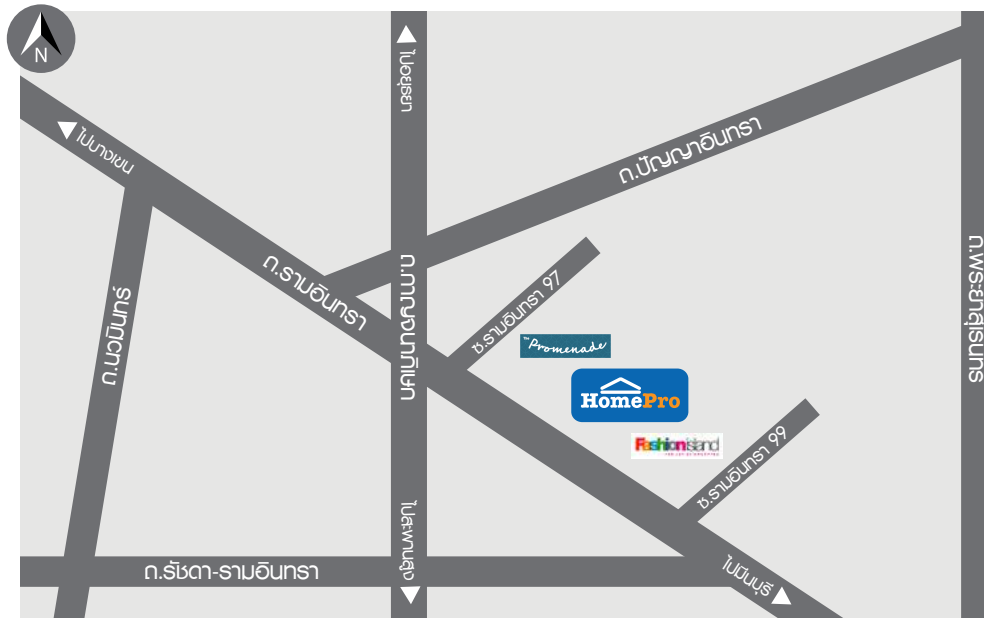 N
ไปอยุธยา
ไปบางเขน
ถ.ปัญญาอินทรา
ถ.รามอินทรา
ถ.กาญจนาภิเษก
ถ.พระยาสุเรนทร
ถ.นวมินทร์
ซ.รามอินทรา 97
The Promenade
HomePro
Fashion island
ซ.รามอินทรา 99
ไปสะพานสูง
ถ.รัชดา-รามอินทรา
ไปมีนบุรี